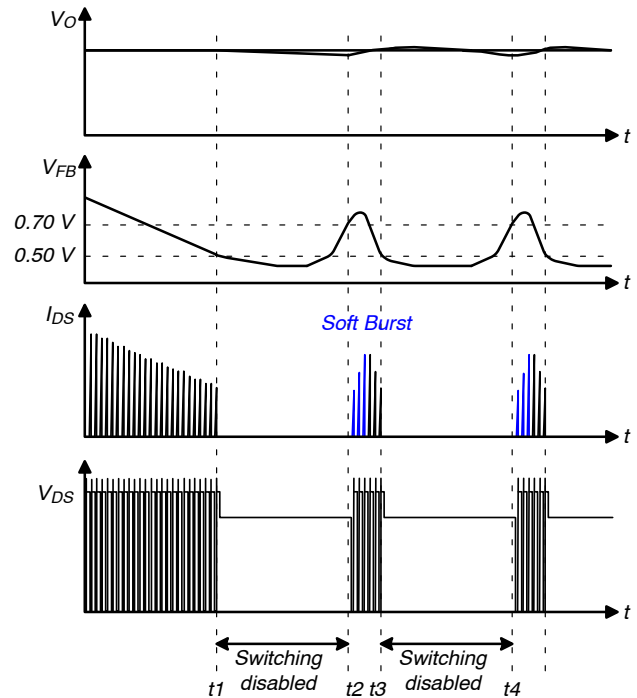 VO
t
VFB
0.70 V
0.50 V
t
IDS
Soft Burst
t
VDS
t
Switching disabled
Switching disabled
t1
t2
t3
t4